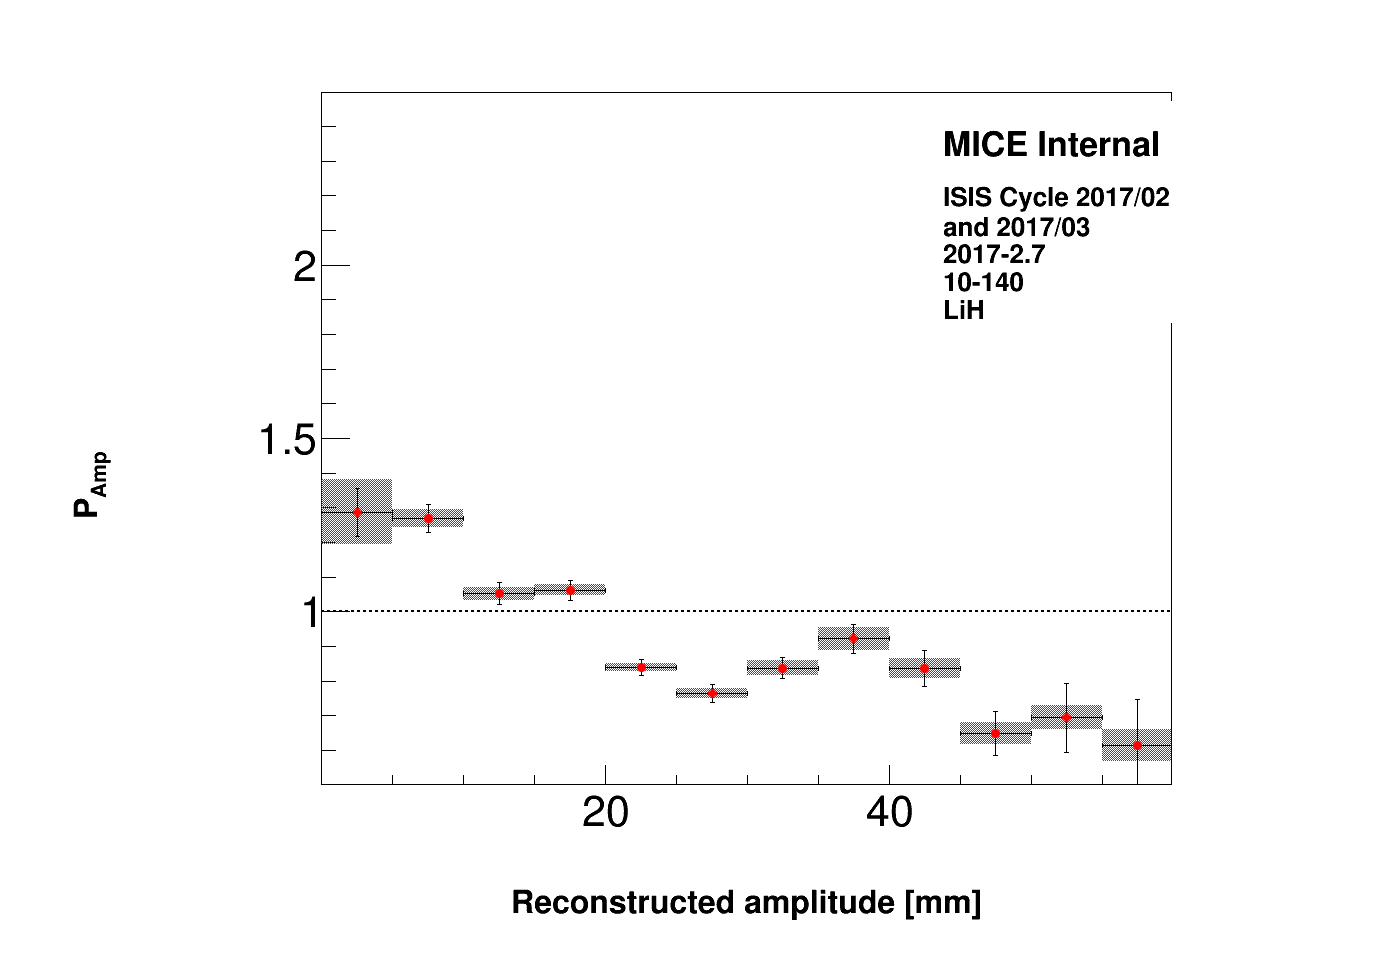 MICE Internal
ISIS Cycle 2017/02
and 2017/03
2017-2.7
10-140
LiH
2
1.5
1
P_Amp
20
40
Reconstructed amplitude [mm]